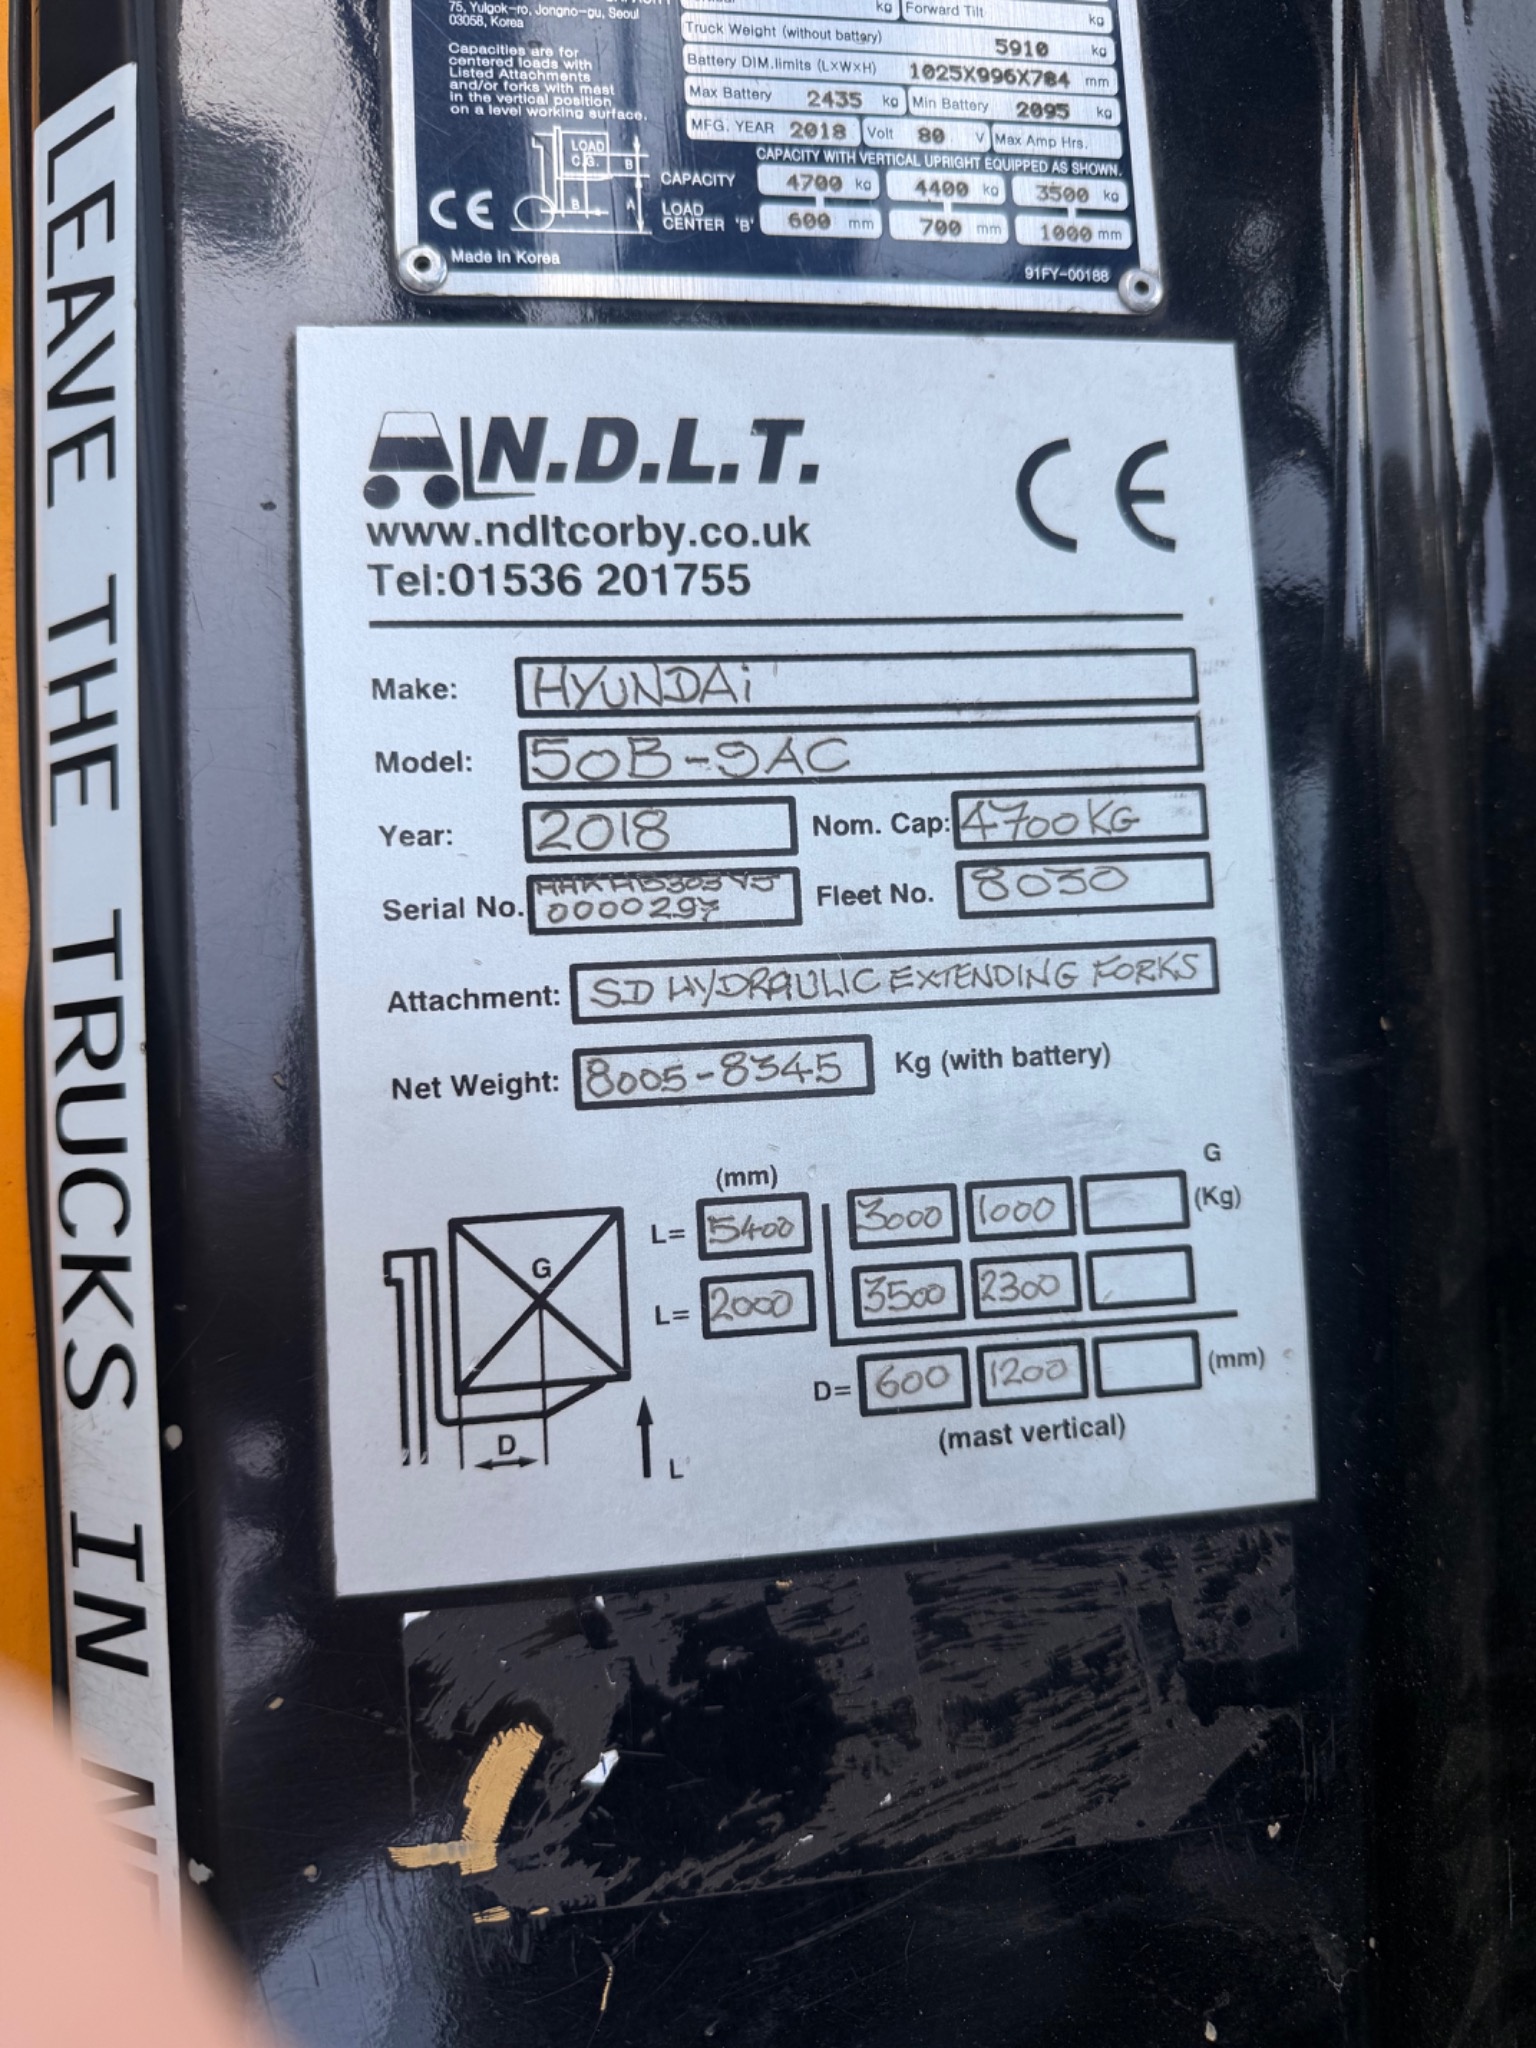 75, Yulgok-ro, Jongno-gu, Seoul
03058, Korea
Capacities are for
centered loads with
Listed Attachments
and/or forks with mast
in the vertical position
on a level working surface.
LOAD
C.G.
B
B
A
CE
Made in Korea
kg Forward Tilt kg
Truck Weight (without battery) 5910 kg
Battery DIM.limits (L×W×H) 1025X996X784 mm
Max Battery 2435 kg Min Battery 2095 kg
MFG. YEAR 2018 Volt 80 V Max Amp Hrs.
CAPACITY WITH VERTICAL UPRIGHT EQUIPPED AS SHOWN.
CAPACITY 4700 kg 4400 kg 3500 kg
LOAD
CENTER 'B' 600 mm 700 mm 1000 mm
91FY-00188
LEAVE THE TRUCKS IN
N.D.L.T.
CE
www.ndltcorby.co.uk
Tel:01536 201755
Make: HYUNDAi
Model: 50B-9AC
Year: 2018 Nom. Cap: 4700KG
Serial No. 0000297
Fleet No. 8030
Attachment: SD HYDRAULIC EXTENDING FORKS
Net Weight: 8005-8345 Kg (with battery)
(mm) G
L= 5400 3000 1000 (Kg)
L= 2000 3500 2300
D= 600 1200 (mm)
(mast vertical)
G
D
L